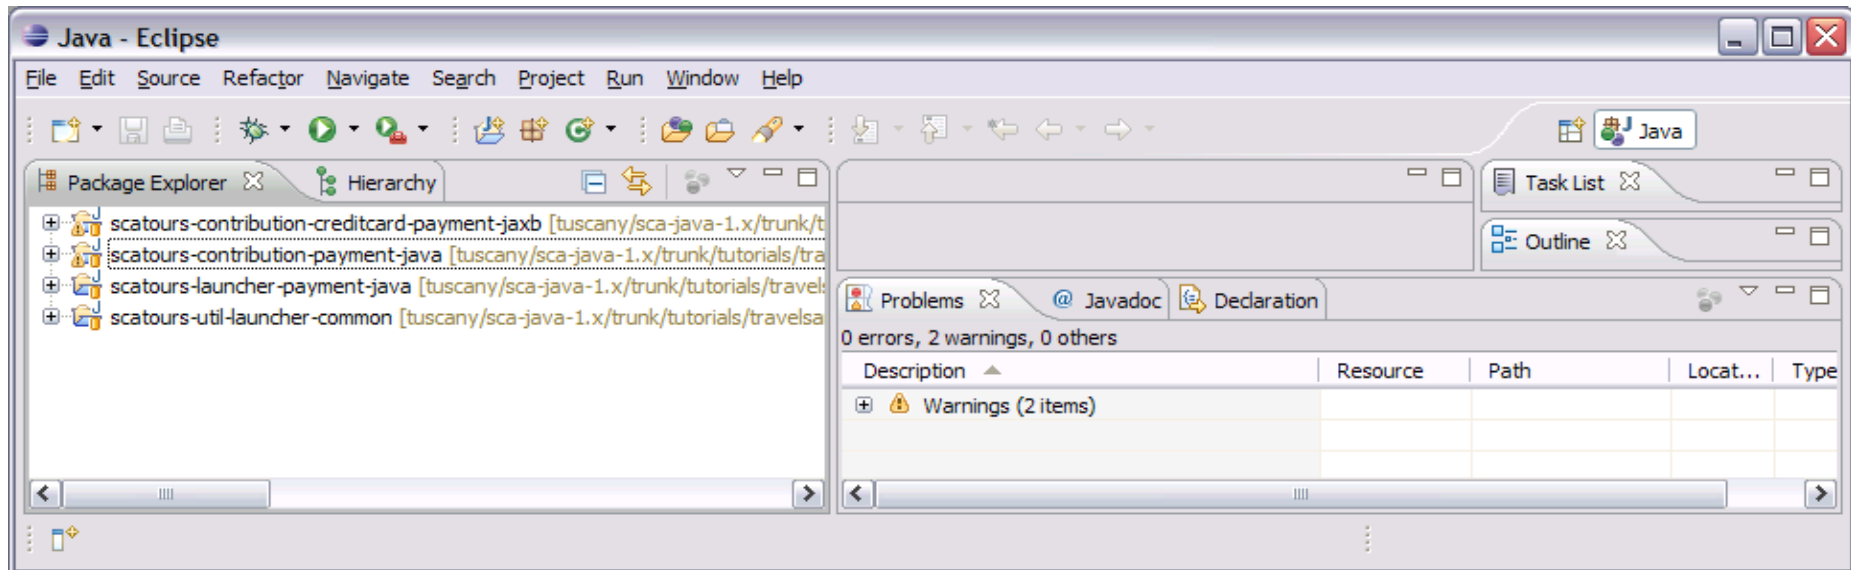 Java - Eclipse
File Edit Source Refactor Navigate Search Project Run Window Help
Java
Package Explorer Hierarchy
scatours-contribution-creditcard-payment-jaxb [tuscany/sca-java-1.x/trunk/t
scatours-contribution-payment-java [tuscany/sca-java-1.x/trunk/tutorials/tra
scatours-launcher-payment-java [tuscany/sca-java-1.x/trunk/tutorials/travels
scatours-util-launcher-common [tuscany/sca-java-1.x/trunk/tutorials/travelsa
Task List
Outline
Problems @ Javadoc Declaration
0 errors, 2 warnings, 0 others
Description Resource Path Locat... Type
Warnings (2 items)